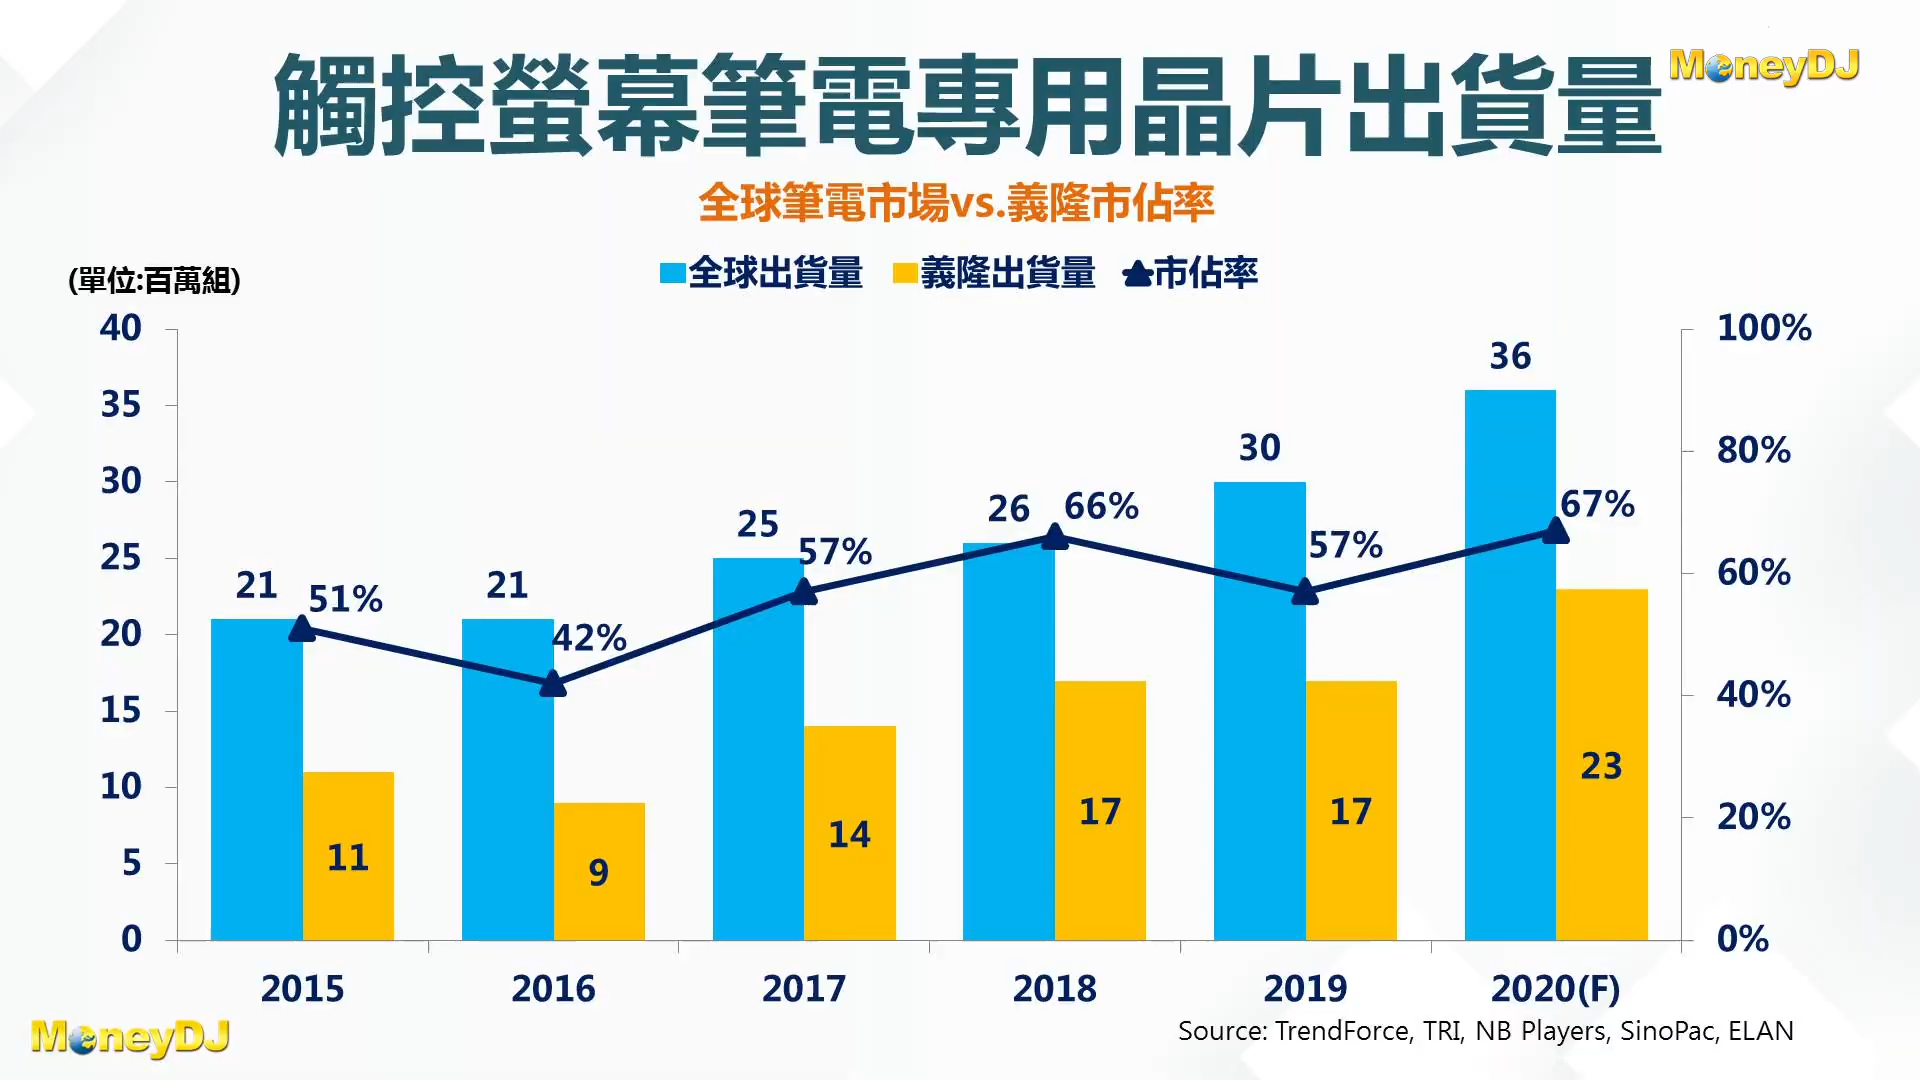 觸控螢幕筆電專用晶片出貨量
MoneyDJ
全球筆電市場vs.義隆市佔率
(單位:百萬組)
全球出貨量 義隆出貨量 市佔率
40 100%
36
35
80%
30
30
26 66% 67%
25
25
57% 57%
60%
21 51% 21
20
42%
40%
15
23
10
17 17
20%
14
5
11
9
0 0%
2015 2016 2017 2018 2019 2020(F)
MoneyDJ
Source: TrendForce, TRI, NB Players, SinoPac, ELAN